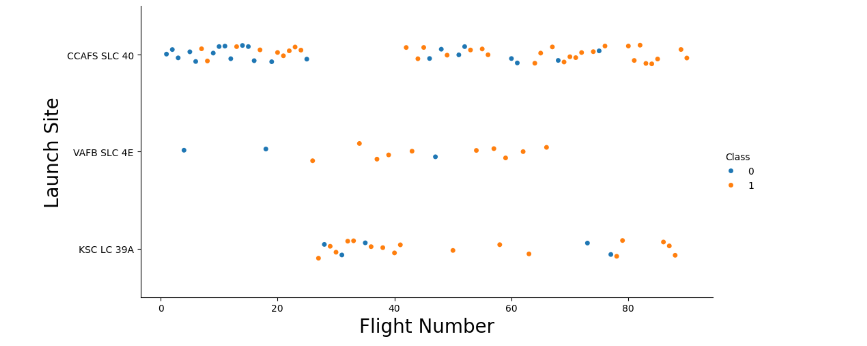 CCAFS SLC 40
VAFB SLC 4E
KSC LC 39A
Launch Site
0 20 40 60 80
Flight Number
Class
0
1